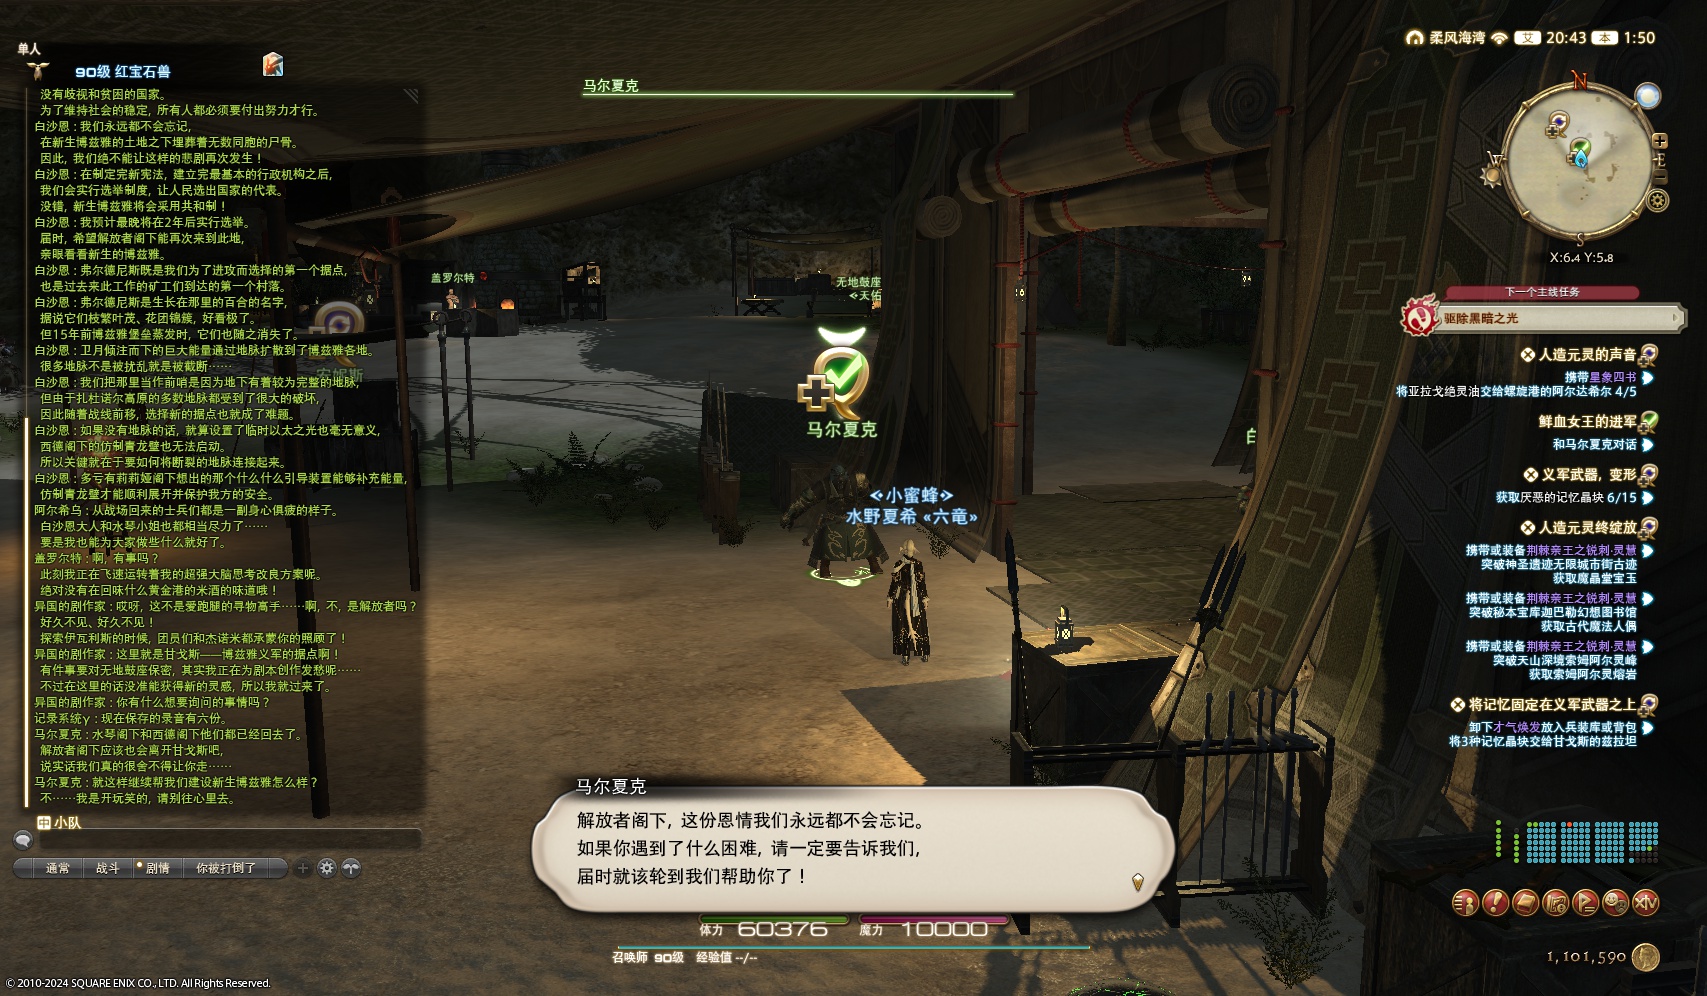 单人
90级 红宝石兽
没有歧视和贫困的国家。
为了维持社会的稳定，所有人都必须要付出努力才行。
白沙恩：我们永远都不会忘记，
在新生博兹雅的土地之下埋葬着无数同胞的尸骨。
因此，我们绝不能让这样的悲剧再次发生！
白沙恩：在制定完新宪法，建立完最基本的行政机构之后，
我们会实行选举制度，让人民选出国家的代表。
没错，新生博兹雅将会采用共和制！
白沙恩：我预计最晚将在2年后实行选举。
届时，希望解放者阁下能再次来到此地，
亲眼看看新生的博兹雅。
白沙恩：弗尔德尼斯既是我们为了进攻而选择的第一个据点，
也是过去来此工作的矿工们到达的第一个村落。
白沙恩：弗尔德尼斯是生长在那里的百合的名字，
据说它们枝繁叶茂、花团锦簇，好看极了。
但15年前博兹雅堡垒蒸发时，它们也随之消失了。
白沙恩：卫月倾注而下的巨大能量通过地脉扩散到了博兹雅各地。
很多地脉不是被扰乱就是被截断……
白沙恩：我们把那里当作前哨是因为地下有着较为完整的地脉，
但由于扎杜诺尔高原的多数地脉都受到了很大的破坏，
因此随着战线前移，选择新的据点也就成了难题。
白沙恩：如果没有地脉的话，就算设置了临时以太之光也毫无意义，
西德阁下的仿制青龙壁也无法启动。
所以关键就在于要如何将断裂的地脉连接起来。
白沙恩：多亏有莉莉娅阁下想出的那个什么什么引导装置能够补充能量，
仿制青龙壁才能顺利展开并保护我方的安全。
阿尔希乌：从战场回来的士兵们都是一副身心俱疲的样子。
白沙恩大人和水琴小姐也都相当尽力了……
要是我也能为大家做些什么就好了。
盖罗尔特：啊，有事吗？
此刻我正在飞速运转着我的超强大脑思考改良方案呢。
绝对没有在回味什么黄金港的米酒的味道哦！
异国的剧作家：哎呀，这不是爱跑腿的寻物高手……啊，不，是解放者吗？
好久不见、好久不见！
探索伊瓦利斯的时候，团员们和杰诺米都承蒙你的照顾了！
异国的剧作家：这里就是甘戈斯——博兹雅义军的据点啊！
有件事要对无地鼓座保密，其实我正在为剧本创作发愁呢……
不过在这里的话没准能获得新的灵感，所以我就过来了。
异国的剧作家：你有什么想要询问的事情吗？
记录系统γ：现在保存的录音有六份。
马尔夏克：水琴阁下和西德阁下他们都已经回去了。
解放者阁下应该也会离开甘戈斯吧，
说实话我们真的很舍不得让你走……
马尔夏克：就这样继续帮我们建设新生博兹雅怎么样？
不……我是开玩笑的，请别往心里去。
小队
通常
战斗
剧情
你被打倒了
© 2010-2024 SQUARE ENIX CO., LTD. All Rights Reserved.
马尔夏克
盖罗尔特
安妮斯
无地鼓座
天佑
马尔夏克
白
小蜜蜂
水野夏希 «六竜»
马尔夏克
解放者阁下，这份恩情我们永远都不会忘记。
如果你遇到了什么困难，请一定要告诉我们，
届时就该轮到我们帮助你了！
体力 60376 魔力 10000
召唤师 90级 经验值 --/--
柔风海湾 艾 20:43 本 1:50
N
W
E
S
X:6.4 Y:5.8
下一个主线任务
驱除黑暗之光
人造元灵的声音
携带星象四书
将亚拉戈绝灵油交给螺旋港的阿尔达希尔 4/5
鲜血女王的进军
和马尔夏克对话
义军武器，变形
获取厌恶的记忆晶块 6/15
人造元灵终绽放
携带或装备荆棘亲王之锐刺·灵慧
突破神圣遗迹无限城市街古迹
获取魔晶堂宝玉
携带或装备荆棘亲王之锐刺·灵慧
突破秘本宝库迦巴勒幻想图书馆
获取古代魔法人偶
携带或装备荆棘亲王之锐刺·灵慧
突破天山深境索姆阿尔灵峰
获取索姆阿尔灵熔岩
将记忆固定在义军武器之上
卸下才气焕发放入兵装库或背包
将3种记忆晶块交给甘戈斯的兹拉坦
XIV
1,101,590